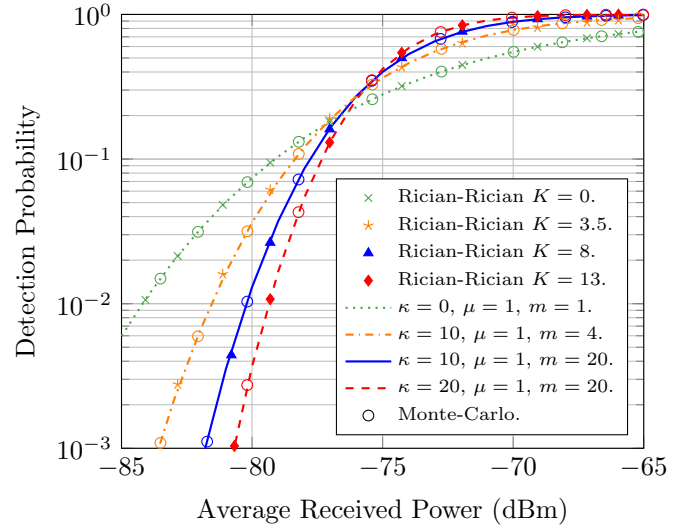 10^0
10^{-1}
10^{-2}
10^{-3}
Detection Probability
Rician-Rician K = 0.
Rician-Rician K = 3.5.
Rician-Rician K = 8.
Rician-Rician K = 13.
κ = 0, μ = 1, m = 1.
κ = 10, μ = 1, m = 4.
κ = 10, μ = 1, m = 20.
κ = 20, μ = 1, m = 20.
Monte-Carlo.
−85 −80 −75 −70 −65
Average Received Power (dBm)